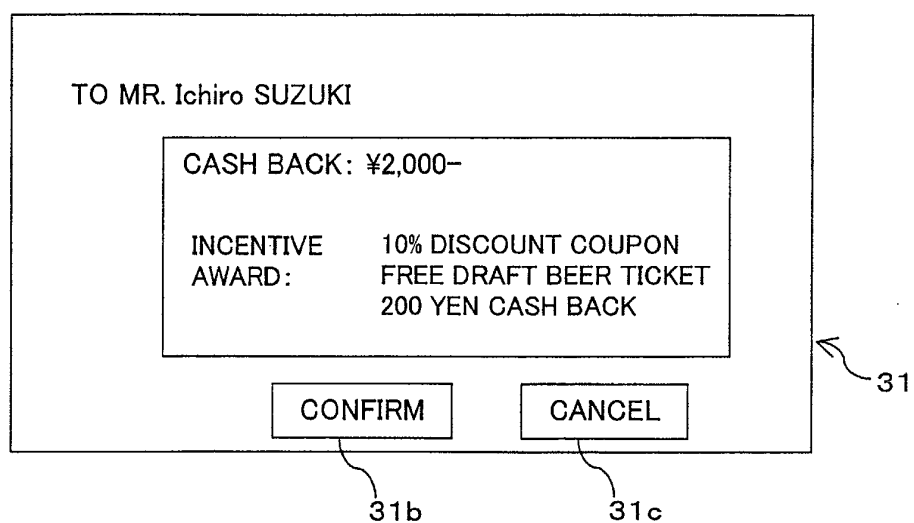 TO MR. Ichiro SUZUKI
CASH BACK: ¥2,000-
INCENTIVE 10% DISCOUNT COUPON
AWARD: FREE DRAFT BEER TICKET
200 YEN CASH BACK
31
CONFIRM CANCEL
31b 31c